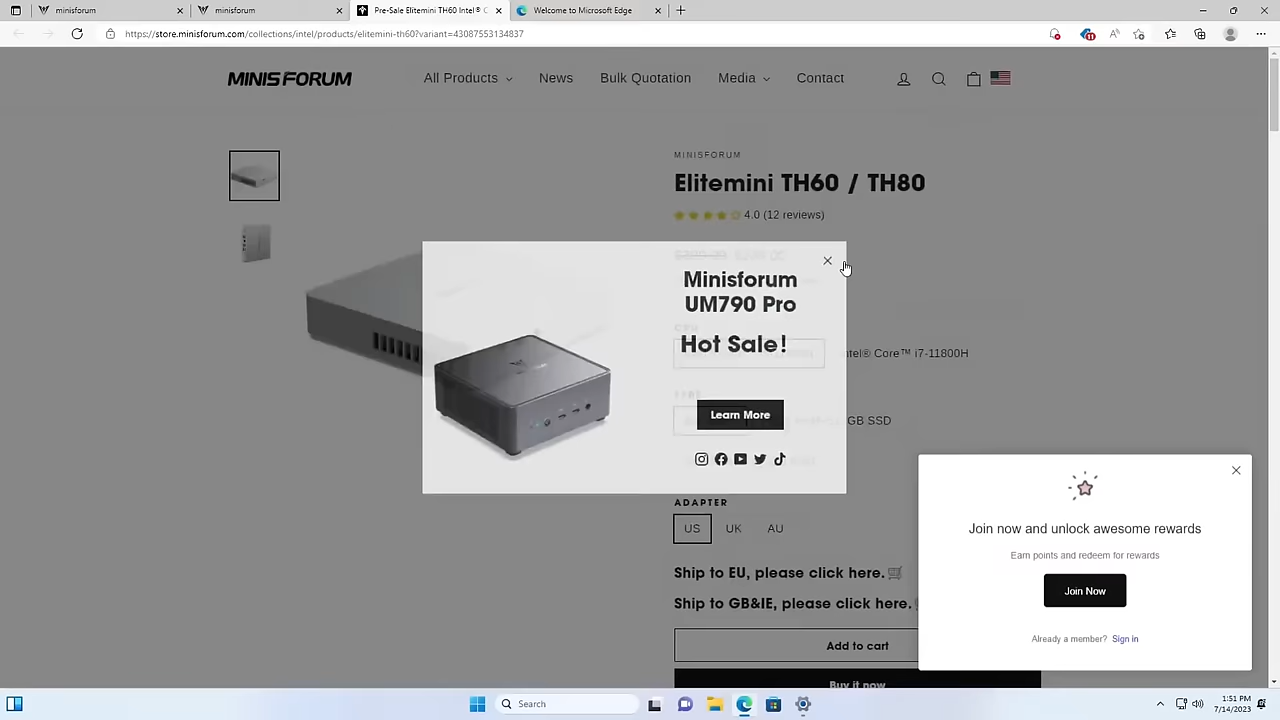 minisforum
minisforum
Pre-Sale Elitemini TH60 Intel® C
Welcome to Microsoft Edge
https://store.minisforum.com/collections/intel/products/elitemini-th60?variant=43087553124837
11
MINISFORUM
All Products
News
Bulk Quotation
Media
Contact
MINISFORUM
Elitemini TH60 / TH80
4.0 (12 reviews)
Minisforum
UM790 Pro
Hot Sale!
Learn More
ntel® Core™ i7-11800H
GB SSD
ADAPTER
US
UK
AU
Ship to EU, please click here.
Ship to GB&IE, please click here.
Add to cart
Buy it now
Join now and unlock awesome rewards
Earn points and redeem for rewards
Join Now
Already a member? Sign in
Search
1:51 PM
7/14/2023